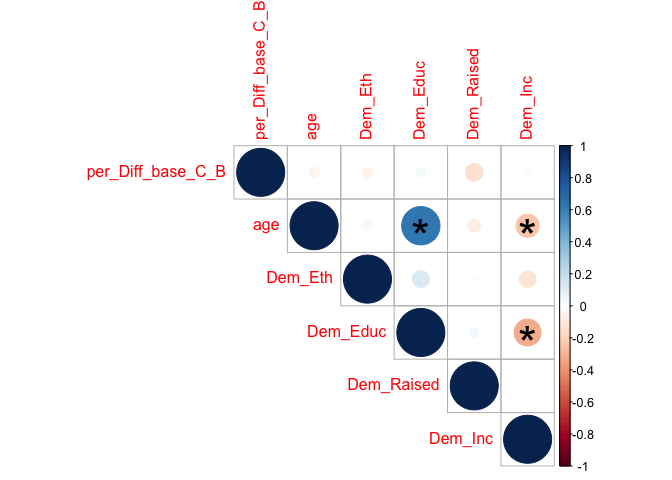 per_Diff_base_C_B
age
Dem_Eth
Dem_Educ
Dem_Raised
Dem_Inc
per_Diff_base_C_B
age
Dem_Eth
Dem_Educ
Dem_Raised
Dem_Inc
* *
*
1
0.8
0.6
0.4
0.2
0
-0.2
-0.4
-0.6
-0.8
-1